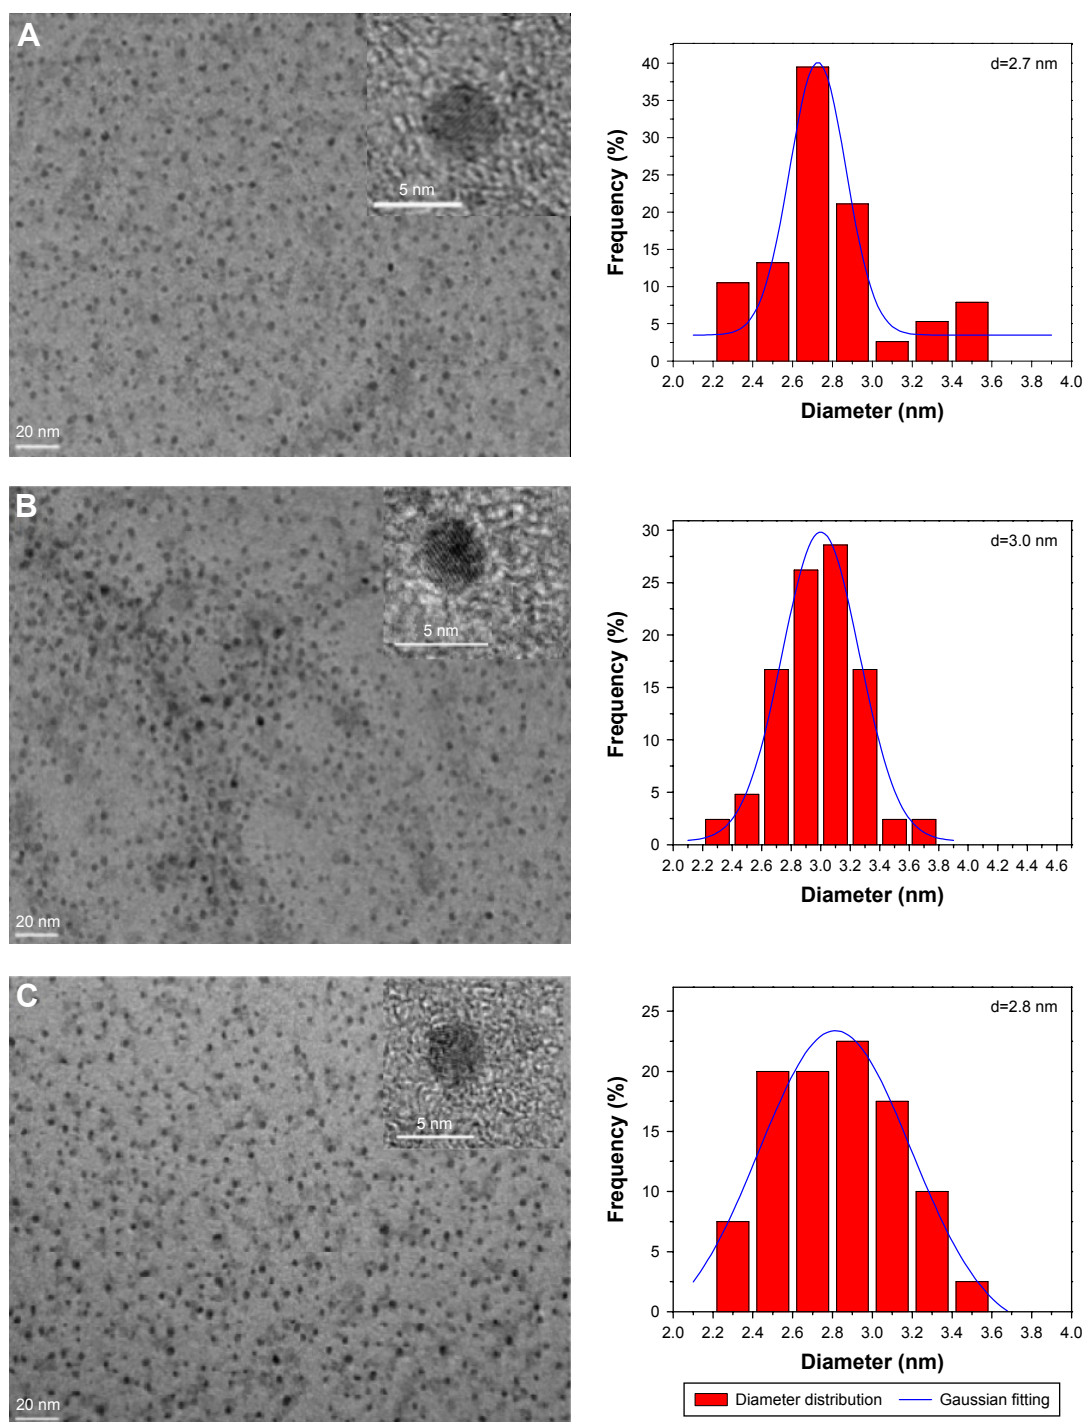 A
5 nm
20 nm
d=2.7 nm
Frequency (%)
40
35
30
25
20
15
10
5
0
2.0 2.2 2.4 2.6 2.8 3.0 3.2 3.4 3.6 3.8 4.0
Diameter (nm)
B
5 nm
20 nm
d=3.0 nm
Frequency (%)
30
25
20
15
10
5
0
2.0 2.2 2.4 2.6 2.8 3.0 3.2 3.4 3.6 3.8 4.0 4.2 4.4 4.6
Diameter (nm)
C
5 nm
20 nm
d=2.8 nm
Frequency (%)
25
20
15
10
5
0
2.0 2.2 2.4 2.6 2.8 3.0 3.2 3.4 3.6 3.8 4.0
Diameter (nm)
Diameter distribution
Gaussian fitting